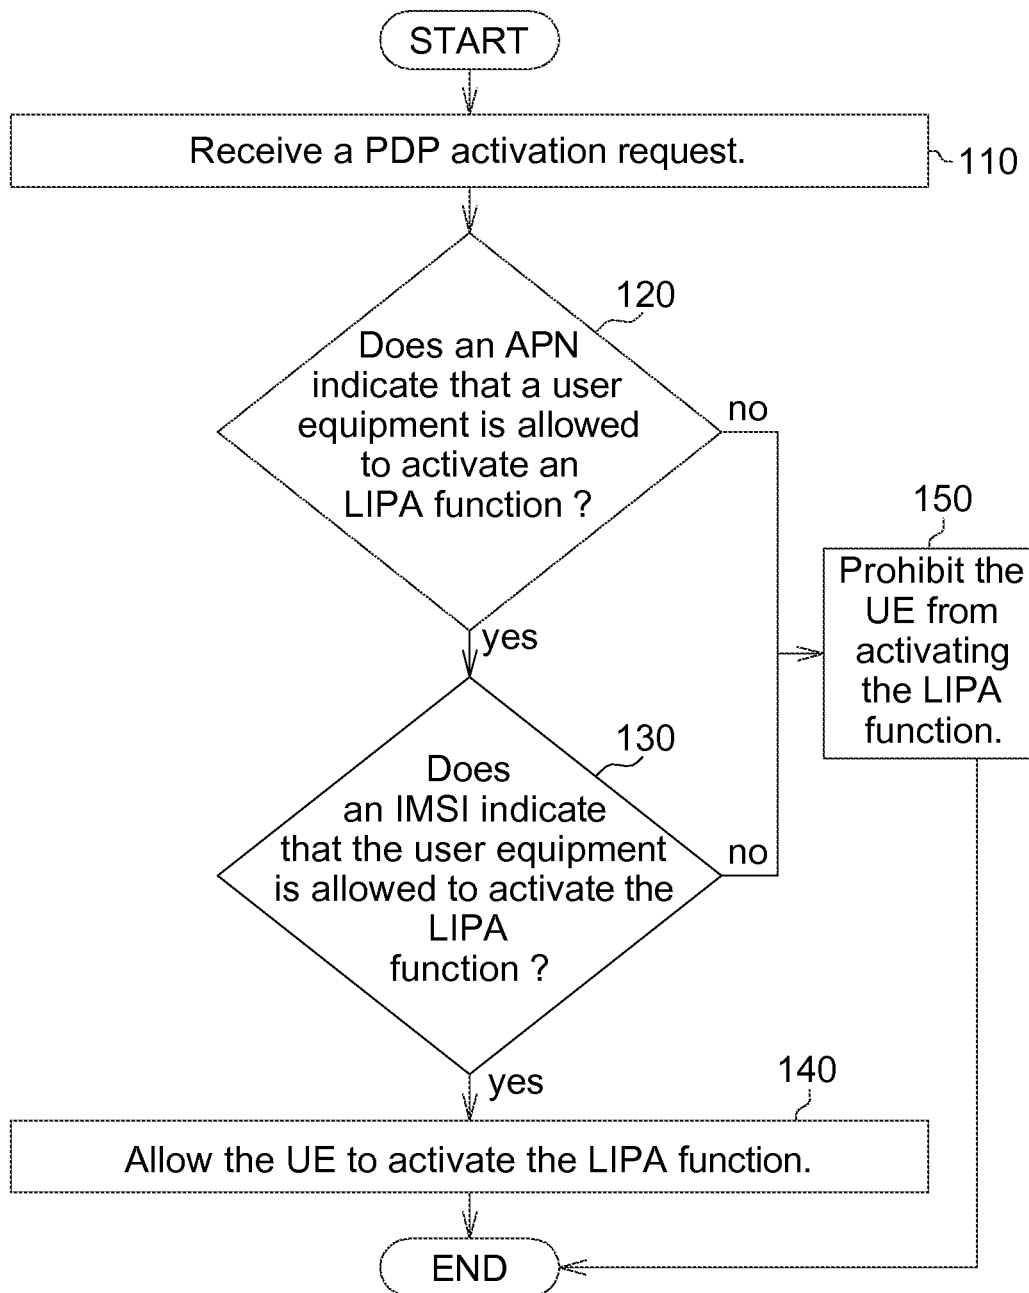 START
Receive a PDP activation request.
110
120
Does an APN
indicate that a user
equipment is allowed
to activate an
LIPA function ?
no
yes
150
Prohibit the
UE from
activating
the LIPA
function.
130
Does
an IMSI indicate
that the user equipment
is allowed to activate the
LIPA
function ?
no
yes
140
Allow the UE to activate the LIPA function.
END